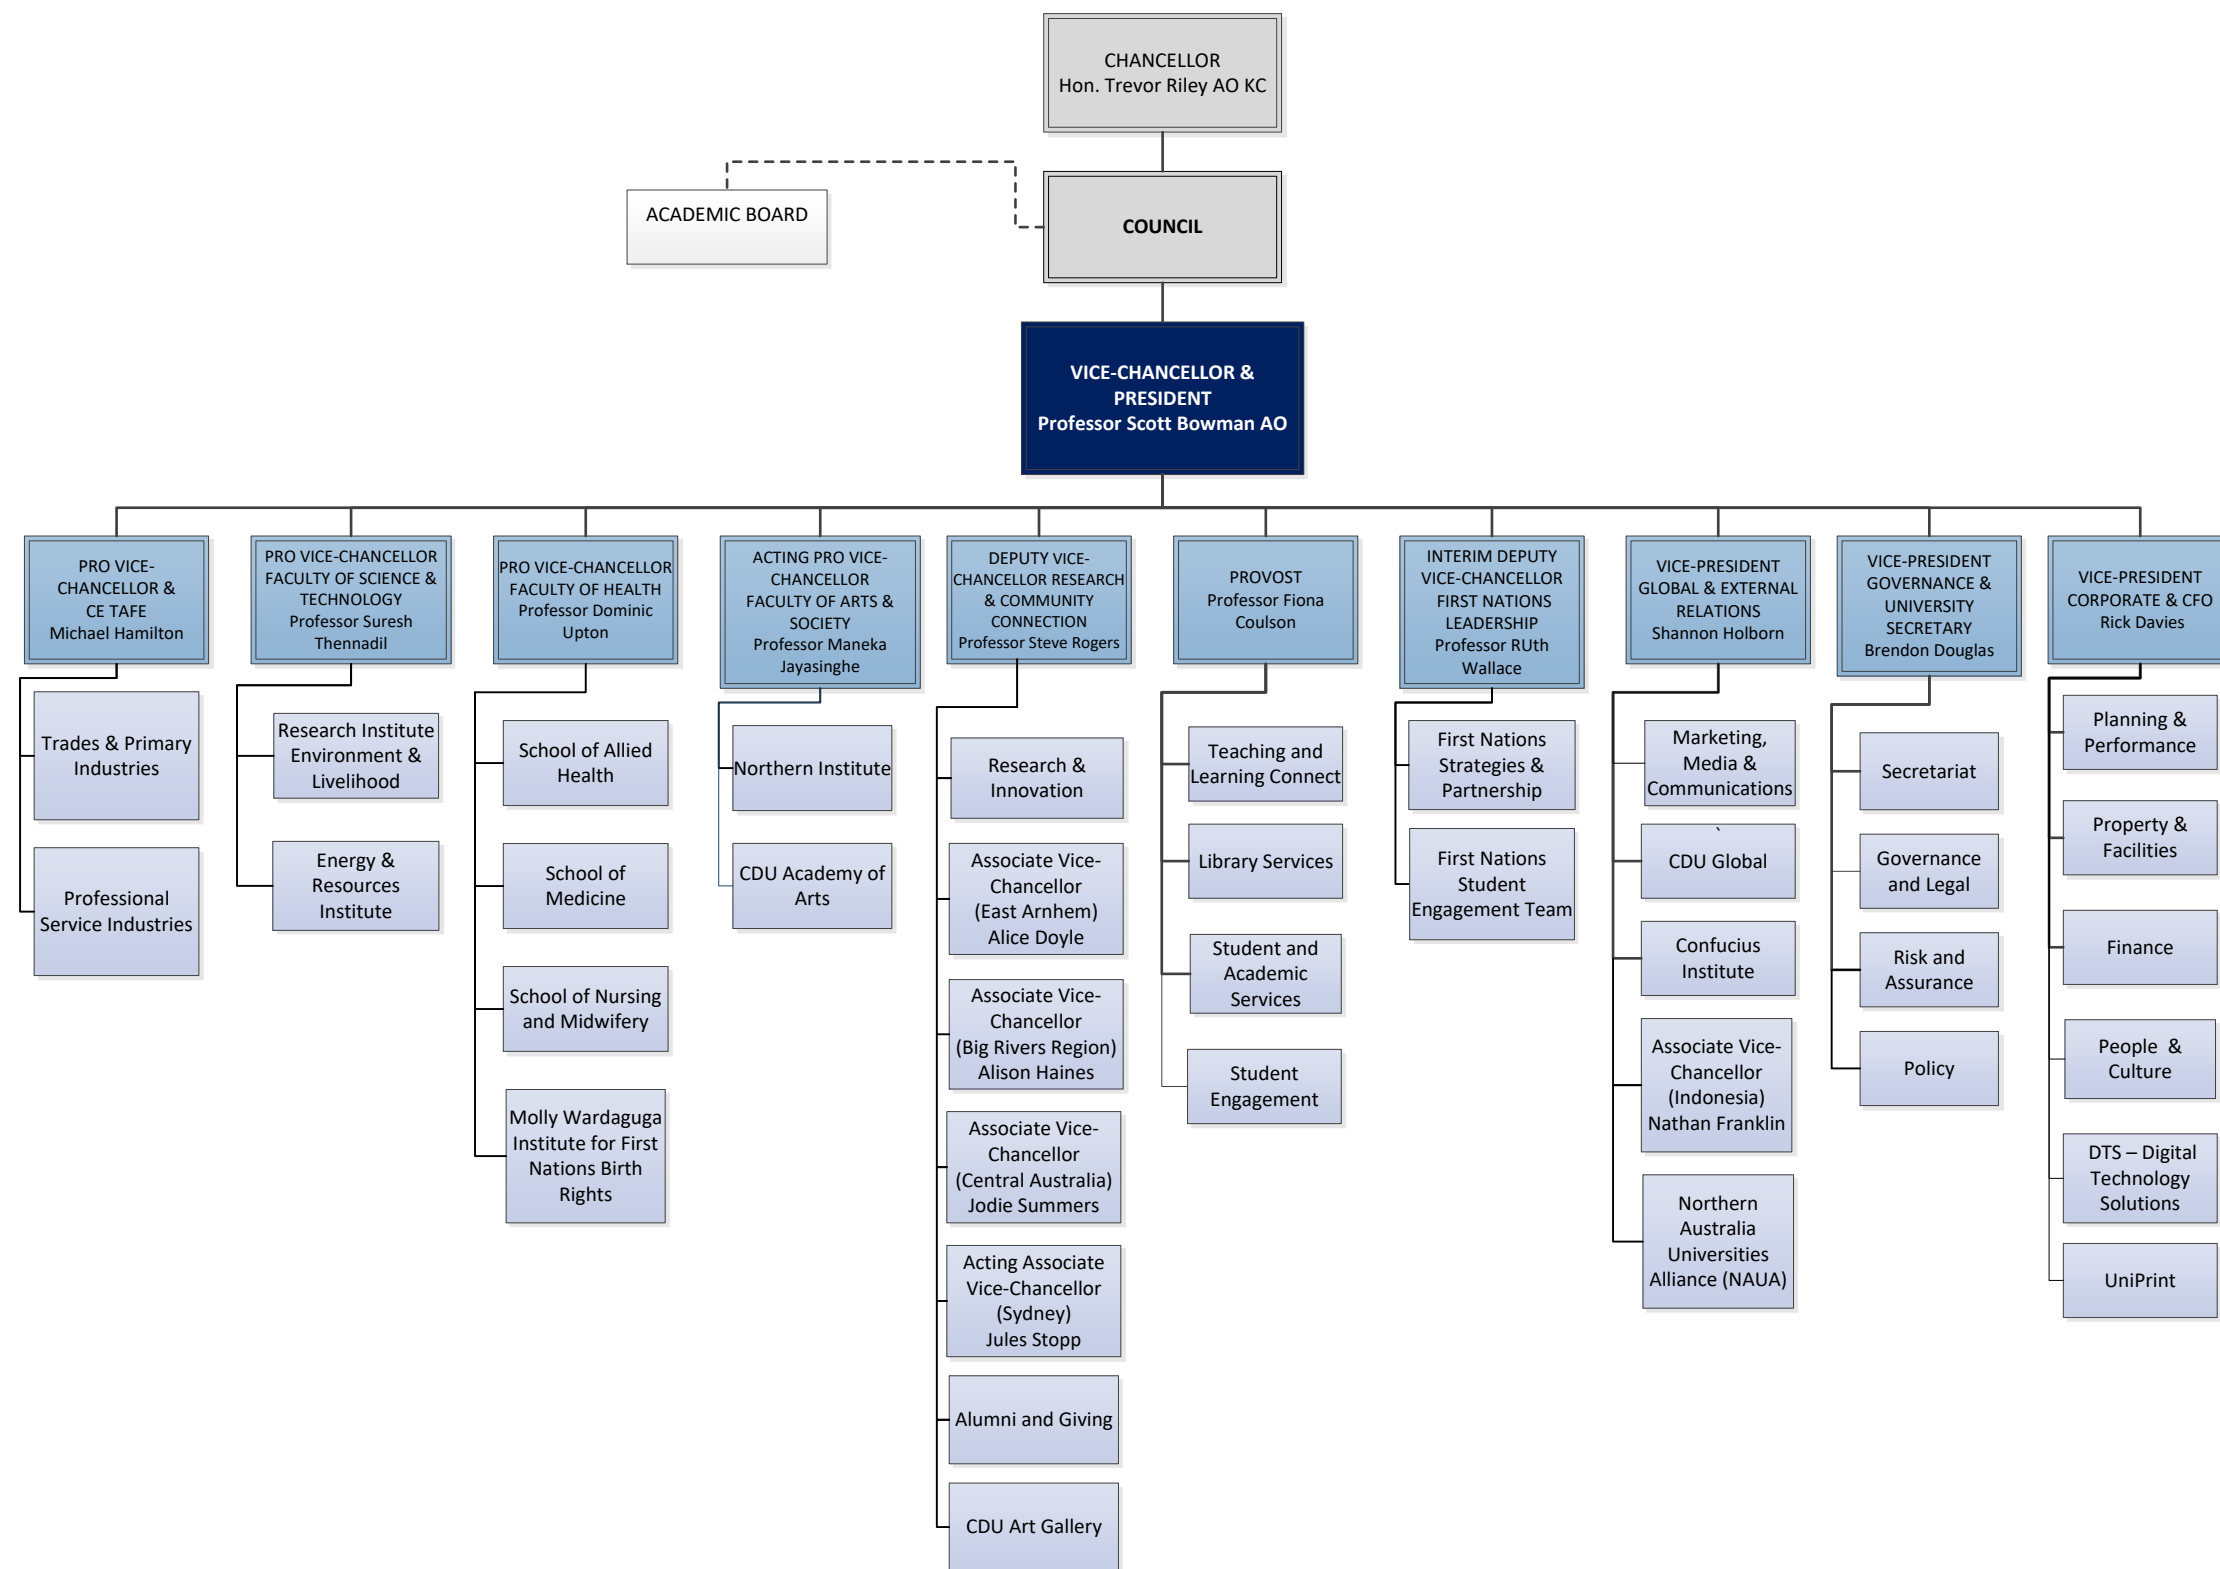 CHANCELLOR
Hon. Trevor Riley AO KC
ACADEMIC BOARD
COUNCIL
VICE-CHANCELLOR &
PRESIDENT
Professor Scott Bowman AO
PRO VICE-
CHANCELLOR &
CE TAFE
Michael Hamilton
Trades & Primary
Industries
Professional
Service Industries
PRO VICE-CHANCELLOR
FACULTY OF SCIENCE &
TECHNOLOGY
Professor Suresh
Thennadil
Research Institute
Environment &
Livelihood
Energy &
Resources
Institute
PRO VICE-CHANCELLOR
FACULTY OF HEALTH
Professor Dominic
Upton
School of Allied
Health
School of
Medicine
School of Nursing
and Midwifery
Molly Wardaguga
Institute for First
Nations Birth
Rights
ACTING PRO VICE-
CHANCELLOR
FACULTY OF ARTS &
SOCIETY
Professor Maneka
Jayasinghe
Northern Institute
CDU Academy of
Arts
DEPUTY VICE-
CHANCELLOR RESEARCH
& COMMUNITY
CONNECTION
Professor Steve Rogers
Research &
Innovation
Associate Vice-
Chancellor
(East Arnhem)
Alice Doyle
Associate Vice-
Chancellor
(Big Rivers Region)
Alison Haines
Associate Vice-
Chancellor
(Central Australia)
Jodie Summers
Acting Associate
Vice-Chancellor
(Sydney)
Jules Stopp
Alumni and Giving
CDU Art Gallery
PROVOST
Professor Fiona
Coulson
Teaching and
Learning Connect
Library Services
Student and
Academic
Services
Student
Engagement
INTERIM DEPUTY
VICE-CHANCELLOR
FIRST NATIONS
LEADERSHIP
Professor RUth
Wallace
First Nations
Strategies &
Partnership
First Nations
Student
Engagement Team
VICE-PRESIDENT
GLOBAL & EXTERNAL
RELATIONS
Shannon Holborn
Marketing,
Media &
Communications
`
CDU Global
Confucius
Institute
Associate Vice-
Chancellor
(Indonesia)
Nathan Franklin
Northern
Australia
Universities
Alliance (NAUA)
VICE-PRESIDENT
GOVERNANCE &
UNIVERSITY
SECRETARY
Brendon Douglas
Secretariat
Governance
and Legal
Risk and
Assurance
Policy
VICE-PRESIDENT
CORPORATE & CFO
Rick Davies
Planning &
Performance
Property &
Facilities
Finance
People &
Culture
DTS – Digital
Technology
Solutions
UniPrint